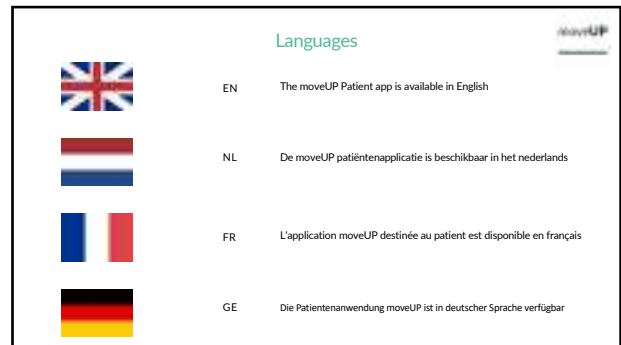 Languages
moveUP
EN
The moveUP Patient app is available in English
NL
De moveUP patiëntenapplicatie is beschikbaar in het nederlands
FR
L'application moveUP destinée au patient est disponible en français
GE
Die Patientenanwendung moveUP ist in deutscher Sprache verfügbar